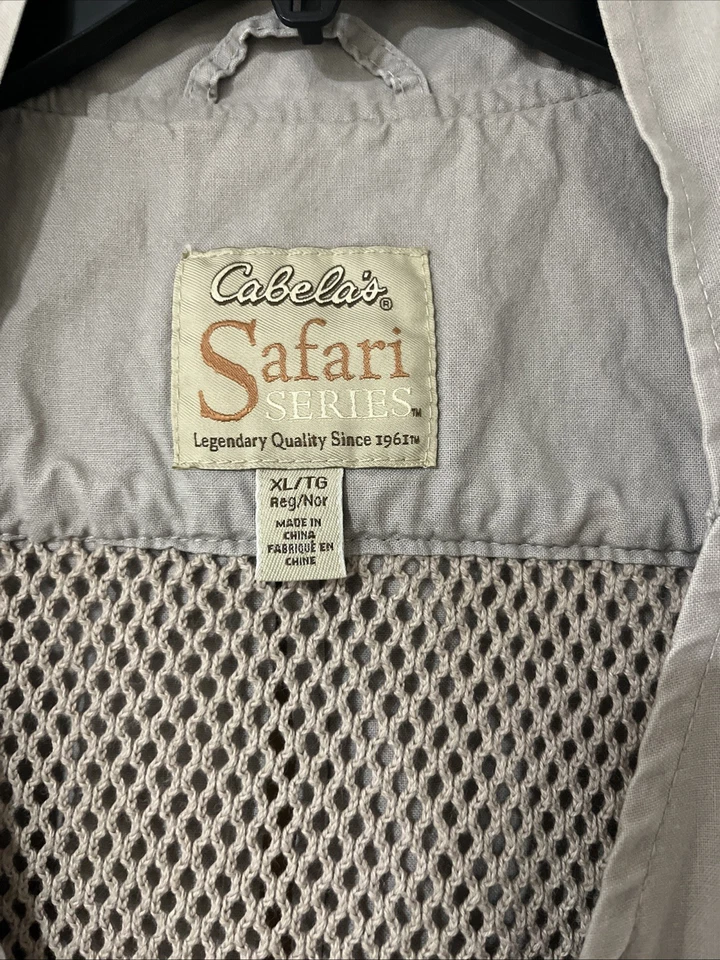 Cabela's®
Safari
SERIES™
Legendary Quality Since 1961™
XL/TG
Reg/Nor
MADE IN
CHINA
FABRIQUÉ EN
CHINE